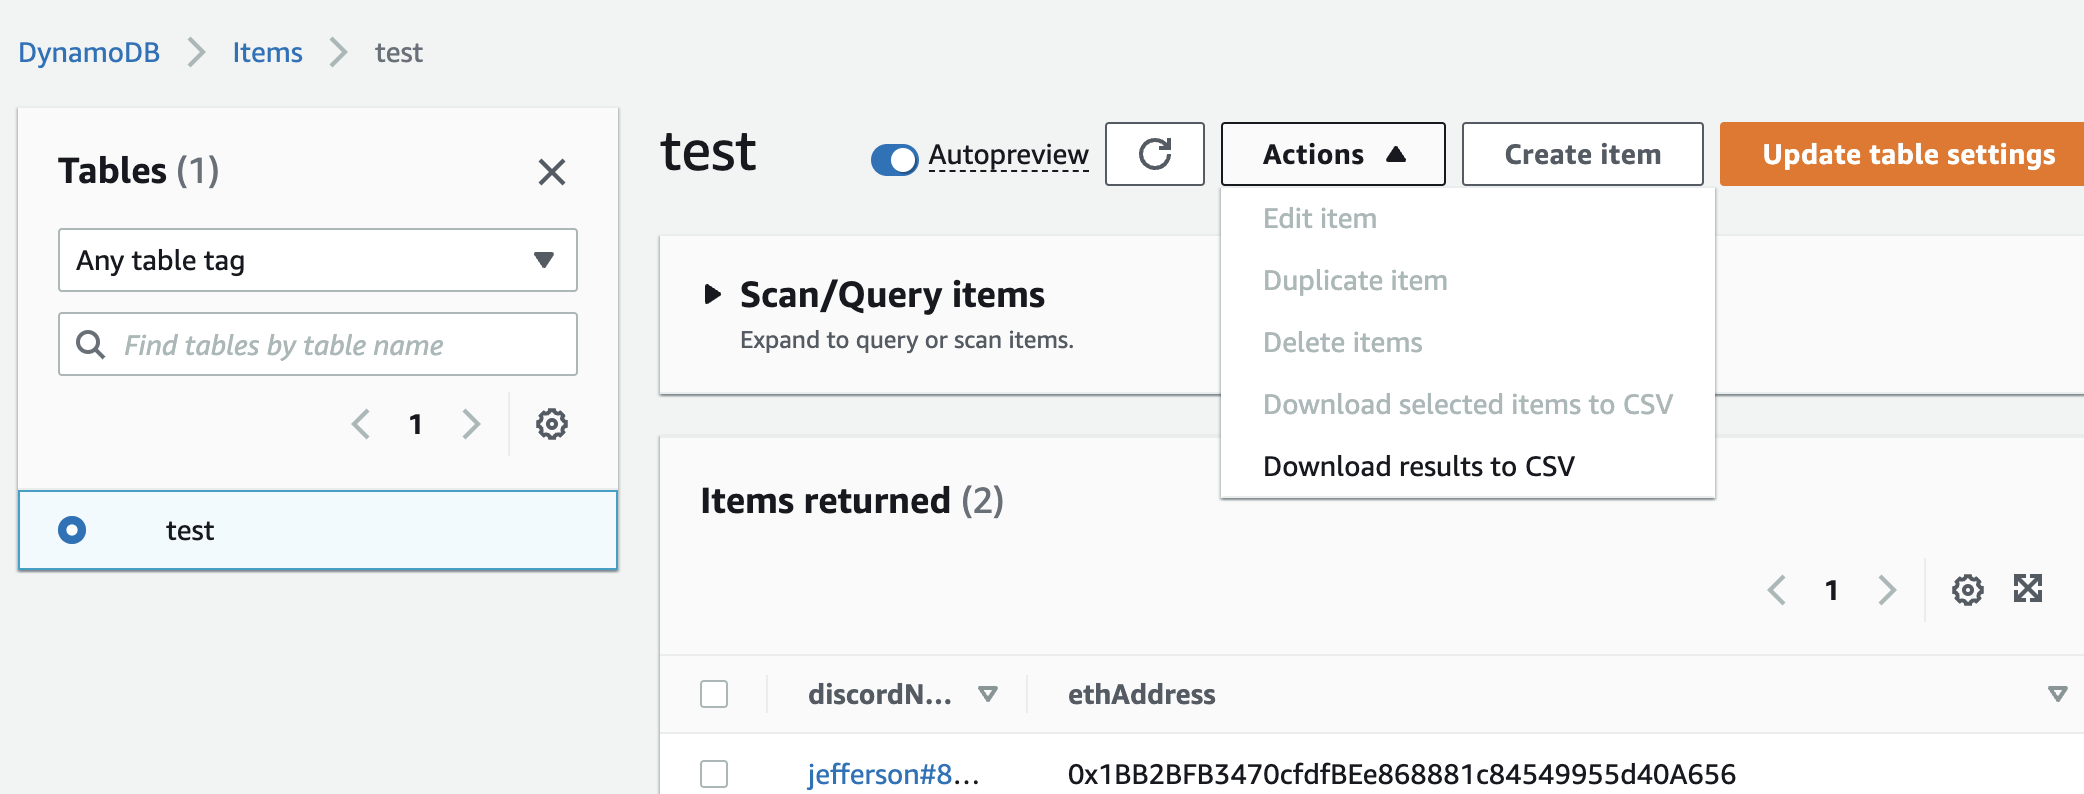 DynamoDB > Items > test
Tables (1)
Any table tag
Find tables by table name
1
test
test
Autopreview
Actions
Create item
Update table settings
Edit item
Duplicate item
Delete items
Download selected items to CSV
Download results to CSV
Scan/Query items
Expand to query or scan items.
Items returned (2)
1
discordN... ethAddress
jefferson#8... 0x1BB2BFB3470cfdfBEe868881c84549955d40A656